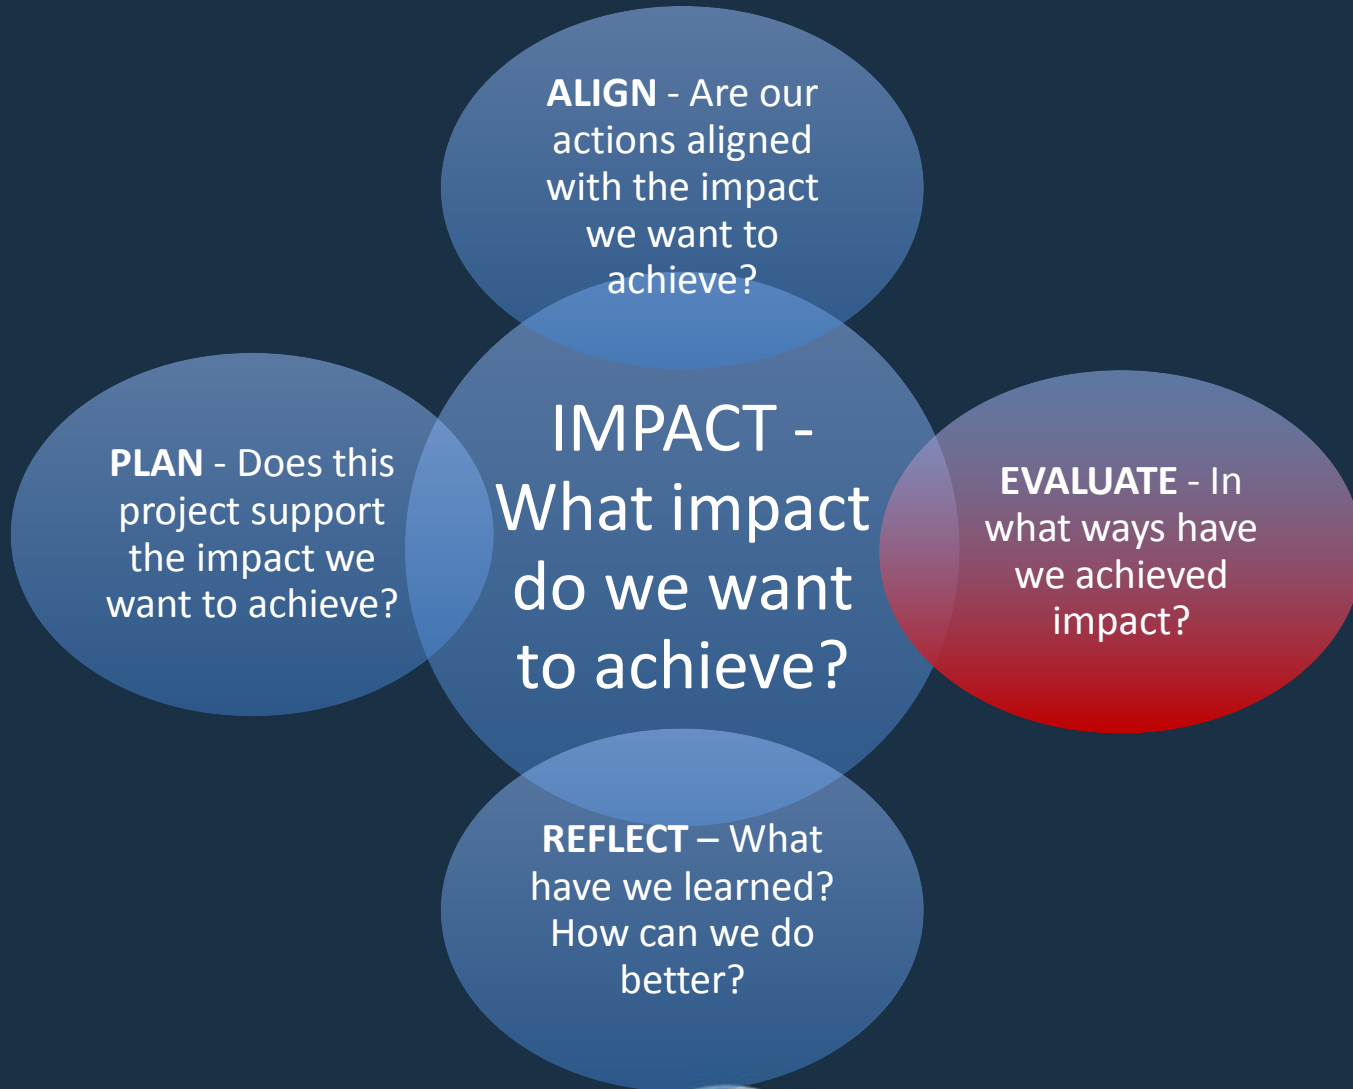 ALIGN - Are our
actions aligned
with the impact
we want to
achieve?
PLAN - Does this
project support
the impact we
want to achieve?
IMPACT -
What impact
do we want
to achieve?
EVALUATE - In
what ways have
we achieved
impact?
REFLECT – What
have we learned?
How can we do
better?